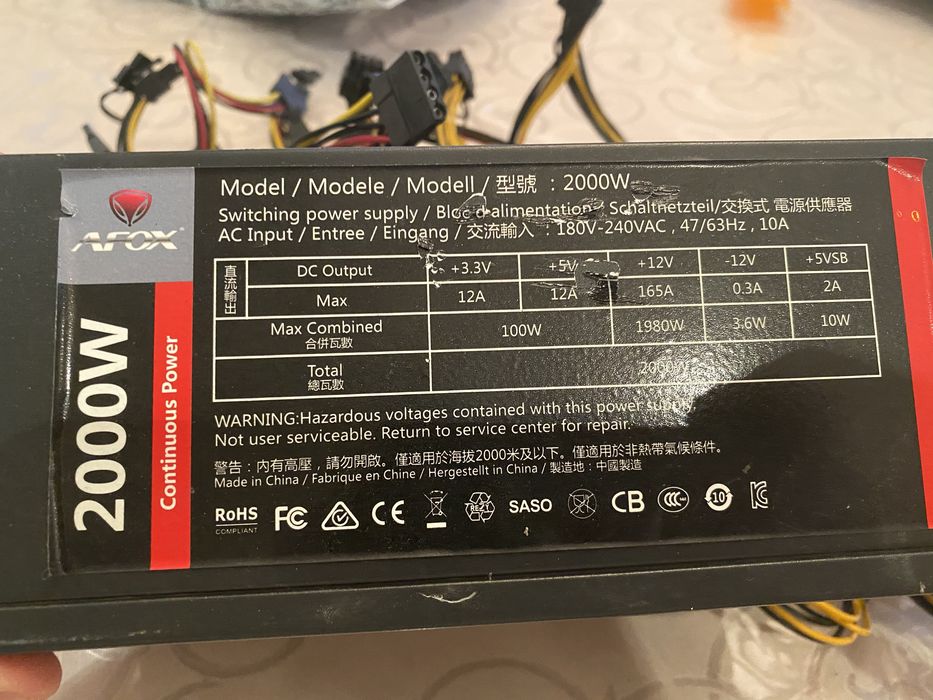 AFOX
2000W
Continuous Power
Model / Modele / Modell / 型號 : 2000W
Switching power supply / Bloc d-alimentation / Schaltnetzteil/交換式 電源供應器
AC Input / Entree / Eingang / 交流輸入 : 180V-240VAC , 47/63Hz , 10A
直流輸出
DC Output +3.3V +5V +12V -12V +5VSB
Max 12A 12A 165A 0.3A 2A
Max Combined 100W 1980W 3.6W 10W
合併瓦數
Total 2000W
總瓦數
WARNING:Hazardous voltages contained with this power supply.
Not user serviceable. Return to service center for repair.
警告：內有高壓，請勿開啟。僅適用於海拔2000米及以下。僅適用於非熱帶氣候條件。
Made in China / Fabrique en Chine / Hergestellt in China / 製造地：中國製造
RoHS FC CE SASO CB CCC 10 KC
COMPLIANT